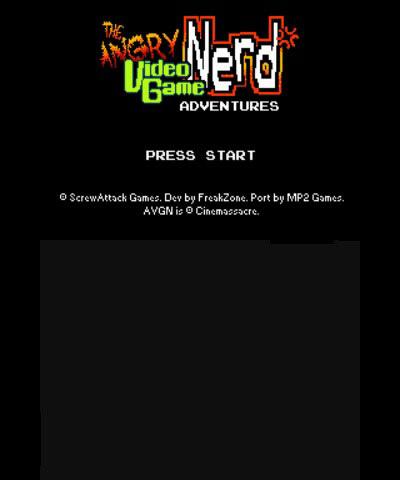 THE
ANGRY
Video
Game
Nerd
ADVENTURES
PRESS START
© ScrewAttack Games. Dev by FreakZone. Port by MP2 Games.
AVGN is © Cinemassacre.